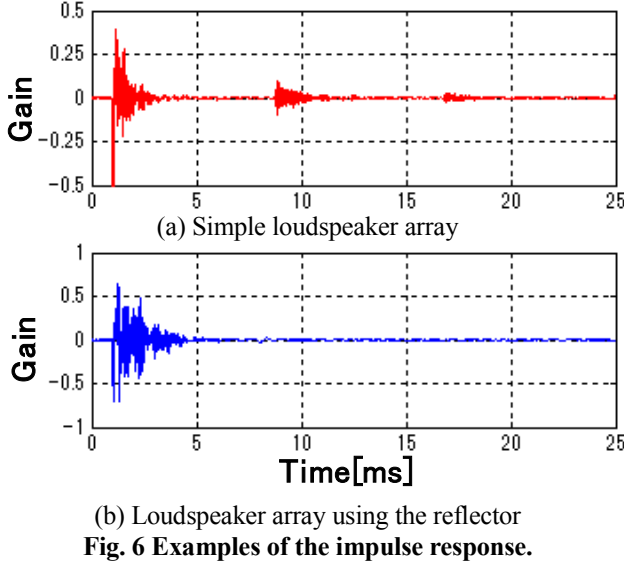 0.5
0.25
Gain
0
−0.25
−0.5
0 5 10 15 20 25
(a) Simple loudspeaker array
1
0.5
Gain
0
−0.5
−1
0 5 10 15 20 25
Time[ms]
(b) Loudspeaker array using the reflector
Fig. 6 Examples of the impulse response.